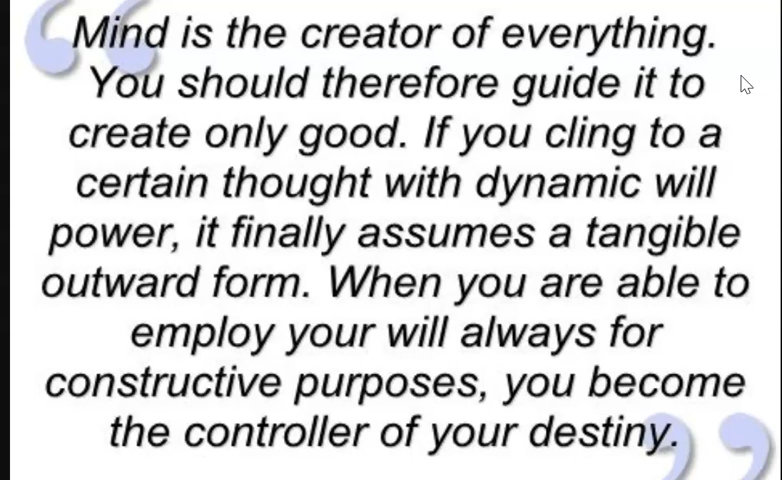 Mind is the creator of everything.
You should therefore guide it to
create only good. If you cling to a
certain thought with dynamic will
power, it finally assumes a tangible
outward form. When you are able to
employ your will always for
constructive purposes, you become
the controller of your destiny.